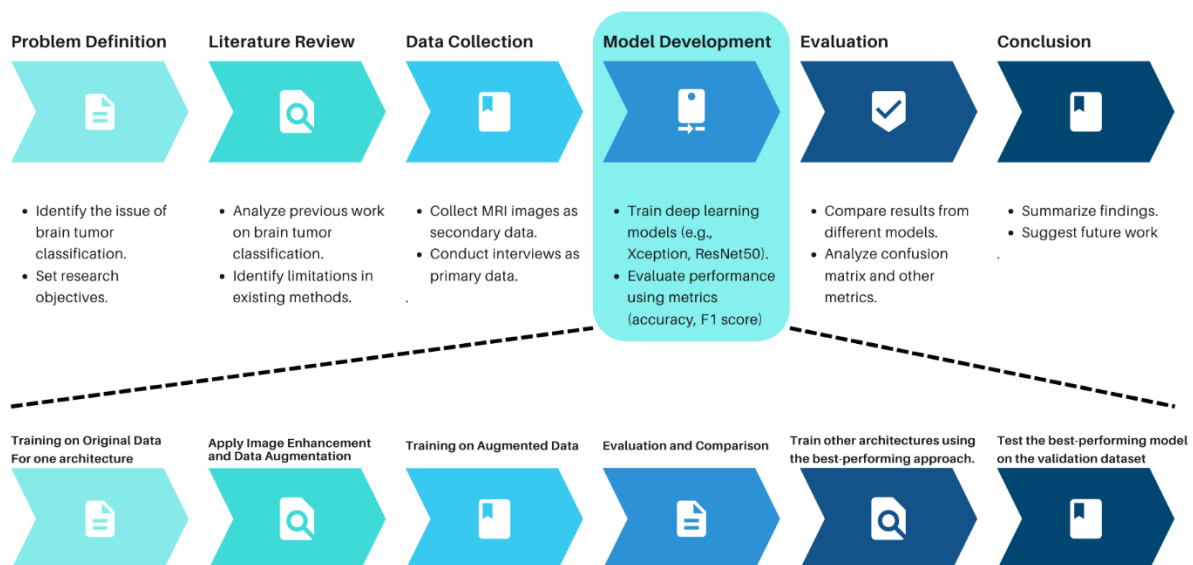 Problem Definition
Literature Review
Data Collection
Model Development
Evaluation
Conclusion
• Identify the issue of
brain tumor
classification.
• Set research
objectives.
• Analyze previous work
on brain tumor
classification.
• Identify limitations in
existing methods.
• Collect MRI images as
secondary data.
• Conduct interviews as
primary data.
.
• Train deep learning
models (e.g.,
Xception, ResNet50).
• Evaluate performance
using metrics
(accuracy, F1 score)
• Compare results from
different models.
• Analyze confusion
matrix and other
metrics.
• Summarize findings.
• Suggest future work
.
Training on Original Data
For one architecture
Apply Image Enhancement
and Data Augmentation
Training on Augmented Data
Evaluation and Comparison
Train other architectures using
the best-performing approach.
Test the best-performing model
on the validation dataset